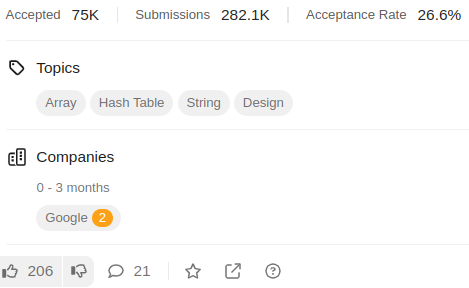 Accepted 75K Submissions 282.1K Acceptance Rate 26.6%
Topics
Array Hash Table String Design
Companies
0 - 3 months
Google 2
206 21